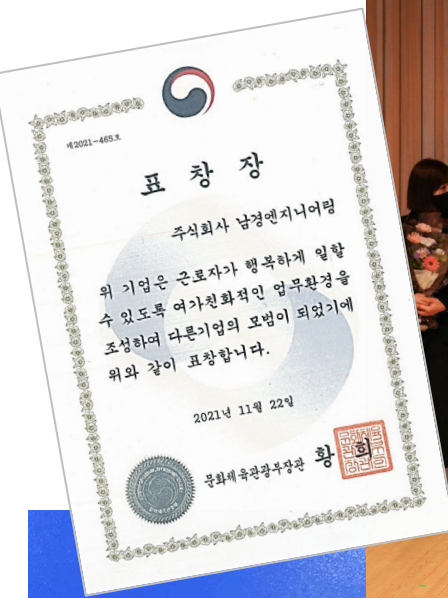 제2021-465호
표 창 장
주식회사 남경엔지니어링
위 기업은 근로자가 행복하게 일할
수 있도록 여가친화적인 업무환경을
조성하여 다른기업의 모범이 되었기에
위와 같이 표창합니다.
2021년 11월 22일
문화체육관광부장관 황 희